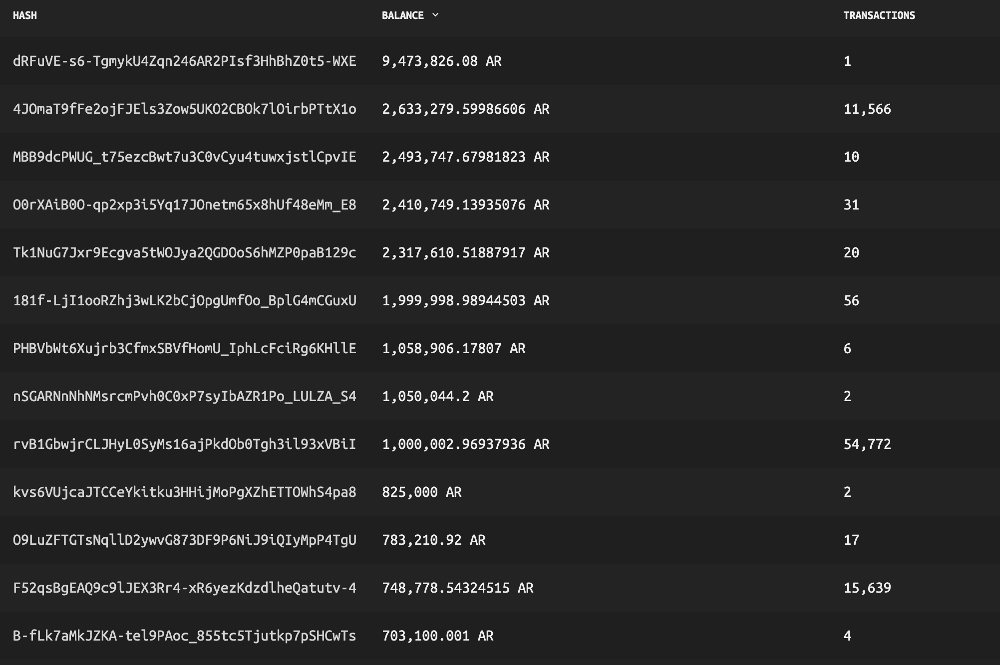 HASH BALANCE TRANSACTIONS
dRFuVE-s6-TgmykU4Zqn246AR2PIsf3HhBhZ0t5-WXE 9,473,826.08 AR 1
4JOmaT9fFe2ojFJEls3Zow5UKO2CBOk7lOirbPTtX1o 2,633,279.59986606 AR 11,566
MBB9dcPWUG_t75ezcBwt7u3C0vCyu4tuwxjstlCpvIE 2,493,747.67981823 AR 10
O0rXAiB0O-qp2xp3i5Yq17JOnetm65x8hUf48eMm_E8 2,410,749.13935076 AR 31
Tk1NuG7Jxr9Ecgva5tWOJya2QGDOoS6hMZP0paB129c 2,317,610.51887917 AR 20
181f-LjI1ooRZhj3wLK2bCjOpgUmfOo_BplG4mCGuxU 1,999,998.98944503 AR 56
PHBVbWt6Xujrb3CfmxSBVfHomU_IphLcFciRg6KHllE 1,058,906.17807 AR 6
nSGARNnNhNMsrcmPvh0C0xP7syIbAZR1Po_LULZA_S4 1,050,044.2 AR 2
rvB1GbwjrCLJHyL0SyMs16ajPkdOb0Tgh3il93xVBiI 1,000,002.96937936 AR 54,772
kvs6VUjcaJTCCeYkitku3HHijMoPgXZhETTOWhS4pa8 825,000 AR 2
O9LuZFTGTsNqllD2ywvG873DF9P6NiJ9iQIyMpP4TgU 783,210.92 AR 17
F52qsBgEAQ9c9lJEX3Rr4-xR6yezKdzdlheQatutv-4 748,778.54324515 AR 15,639
B-fLk7aMkJZKA-tel9PAoc_855tc5Tjutkp7pSHCwTs 703,100.001 AR 4